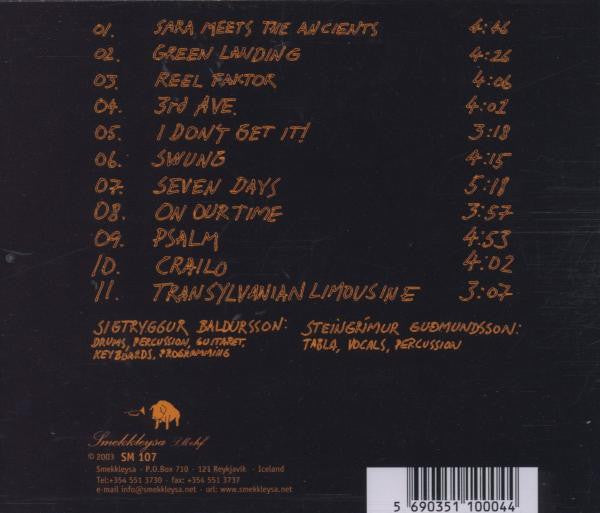 01. SARA MEETS THE ANCIENTS 4:46
02. GREEN LANDING 4:26
03. REEL FAKTOR 4:06
04. 3rd AVE. 4:01
05. I DON'T GET IT! 3:18
06. SWUNG 4:15
07. SEVEN DAYS 5:18
08. ON OUR TIME 3:57
09. PSALM 4:53
10. CRAILO 4:02
11. TRANSYLVANIAN LIMOUSINE 3:07
SIGTRYGGUR BALDURSSON: STEINGRÍMUR GUÐMUNDSSON:
DRUMS, PERCUSSION, GUITARET, TABLA, VOCALS, PERCUSSION
KEYBOARDS, PROGRAMMING
Smekkleysa S.M. ehf.
© 2003 SM 107
Smekkleysa - P.O.Box 710 - 121 Reykjavik - Iceland
Tel:+354 551 3730 - fax: +354 551 3737
e-mail info@smekkleysa.net - url: www.smekkleysa.net
5 690351 100044